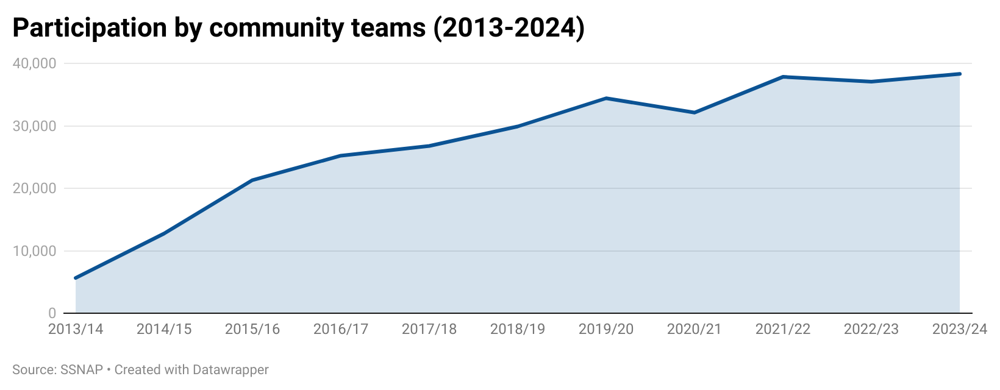 Participation by community teams (2013-2024)
40,000
30,000
20,000
10,000
0
2013/14 2014/15 2015/16 2016/17 2017/18 2018/19 2019/20 2020/21 2021/22 2022/23 2023/24
Source: SSNAP • Created with Datawrapper